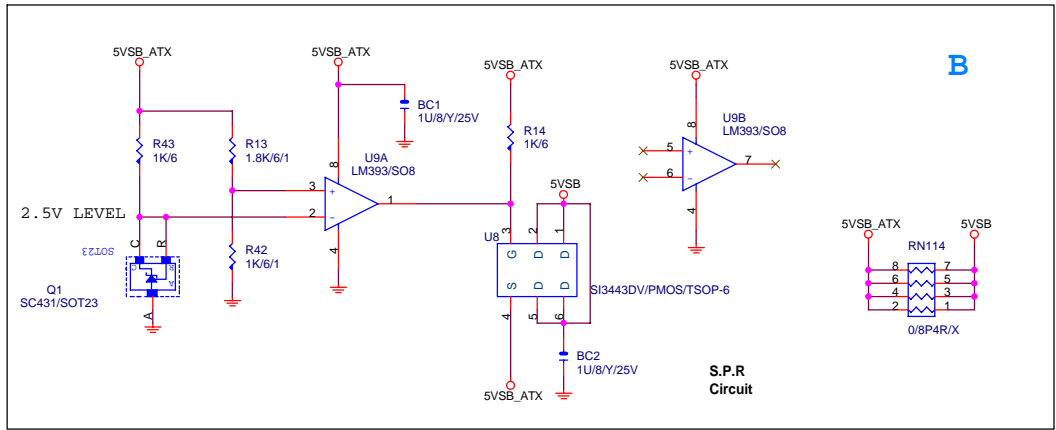 B
5VSB_ATX
5VSB_ATX
5VSB_ATX
5VSB_ATX
R43
1K/6
R13
1.8K/6/1
BC1
1U/8/Y/25V
U9A
LM393/SO8
8
3
+
2
-
1
4
R14
1K/6
U9B
LM393/SO8
8
5
+
6
-
7
4
2.5V LEVEL
C
R
SOT23
C
R
A
Q1
SC431/SOT23
A
R42
1K/6/1
5VSB
U8
3
2
1
G
D
D
S
D
D
4
5
6
SI3443DV/PMOS/TSOP-6
BC2
1U/8/Y/25V
5VSB_ATX
5VSB_ATX
5VSB
RN114
8
7
6
5
4
3
2
1
0/8P4R/X
S.P.R
Circuit